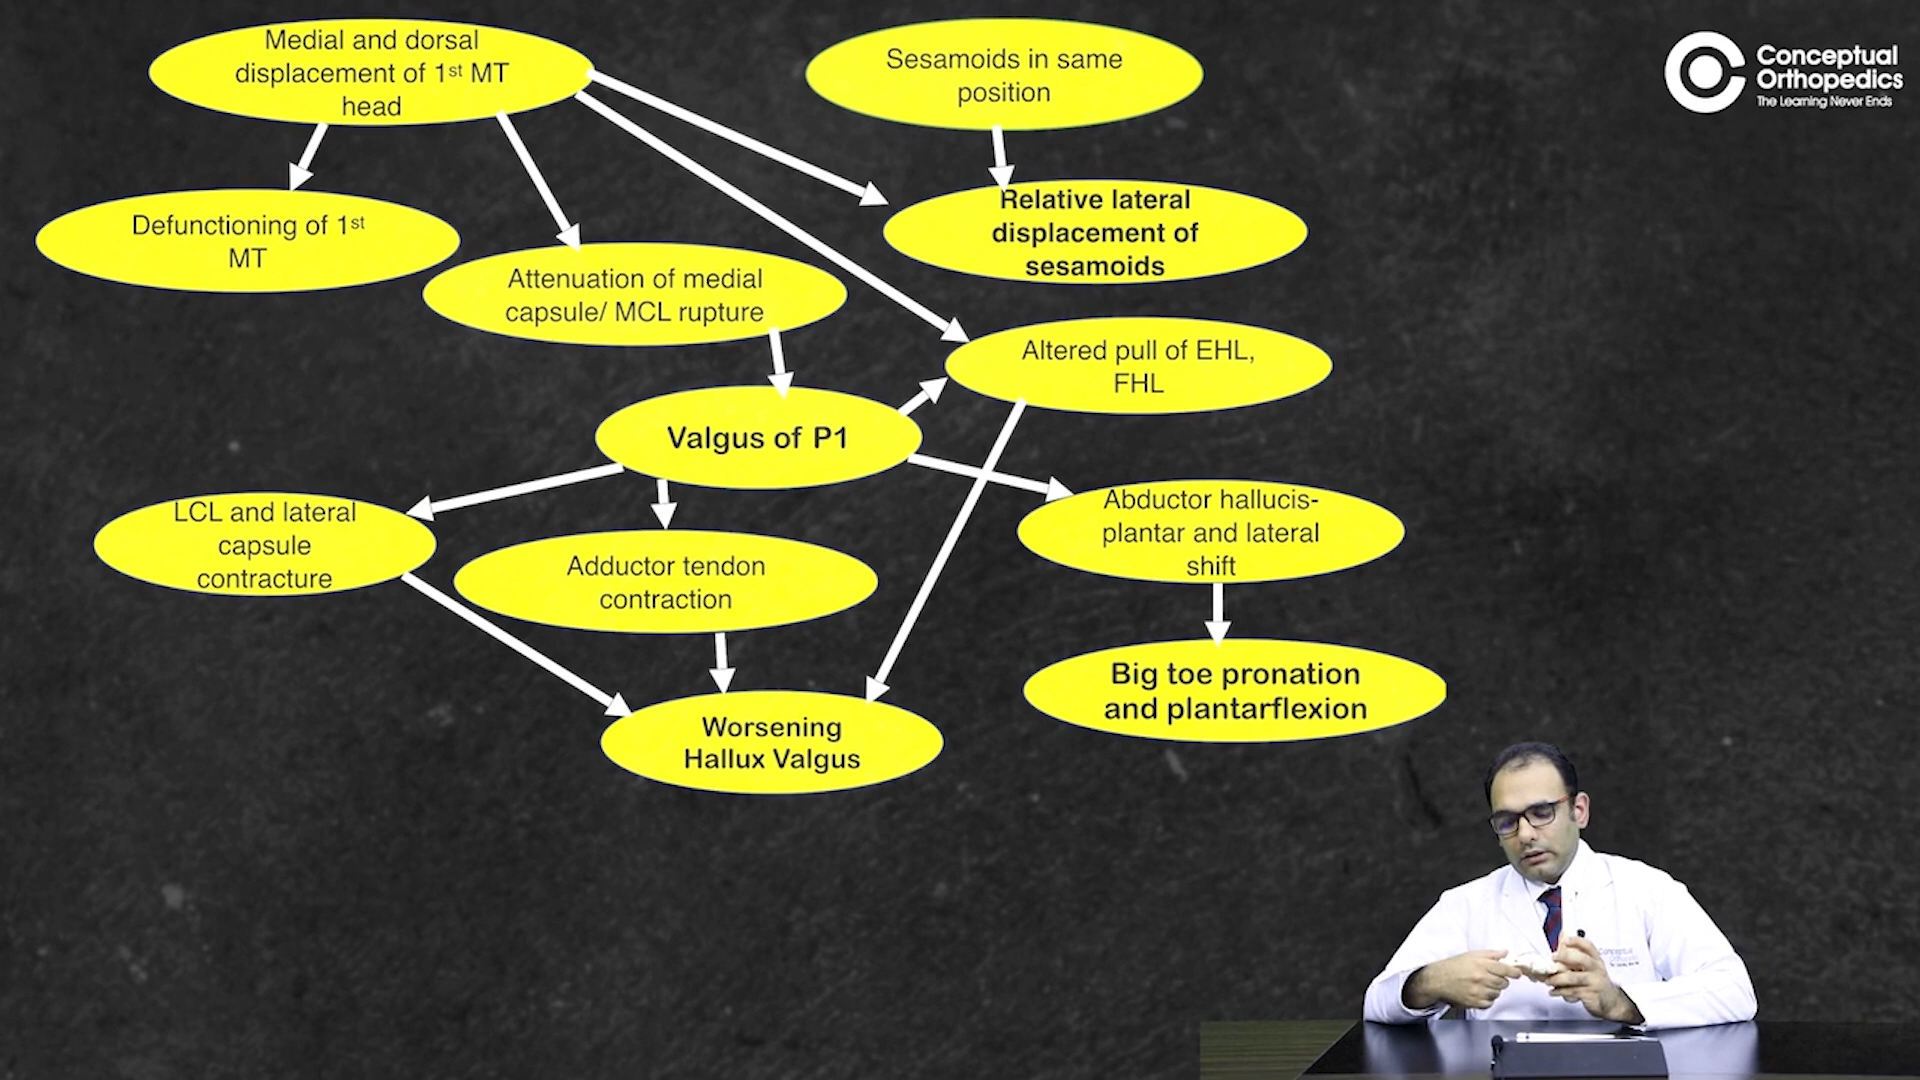 Medial and dorsal
displacement of 1st MT
head
Sesamoids in same
position
Conceptual
Orthopedics
The Learning Never Ends
Defunctioning of 1st
MT
Relative lateral
displacement of
sesamoids
Attenuation of medial
capsule/ MCL rupture
Altered pull of EHL,
FHL
Valgus of P1
LCL and lateral
capsule
contracture
Adductor tendon
contraction
Abductor hallucis-
plantar and lateral
shift
Worsening
Hallux Valgus
Big toe pronation
and plantarflexion
Conceptual